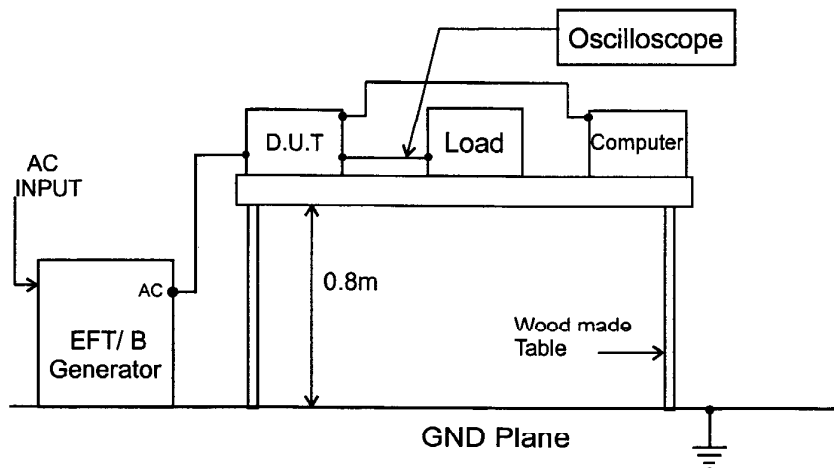 Oscilloscope
D.U.T
Load
Computer
AC
INPUT
AC
EFT/ B
Generator
0.8m
Wood made
Table
GND Plane